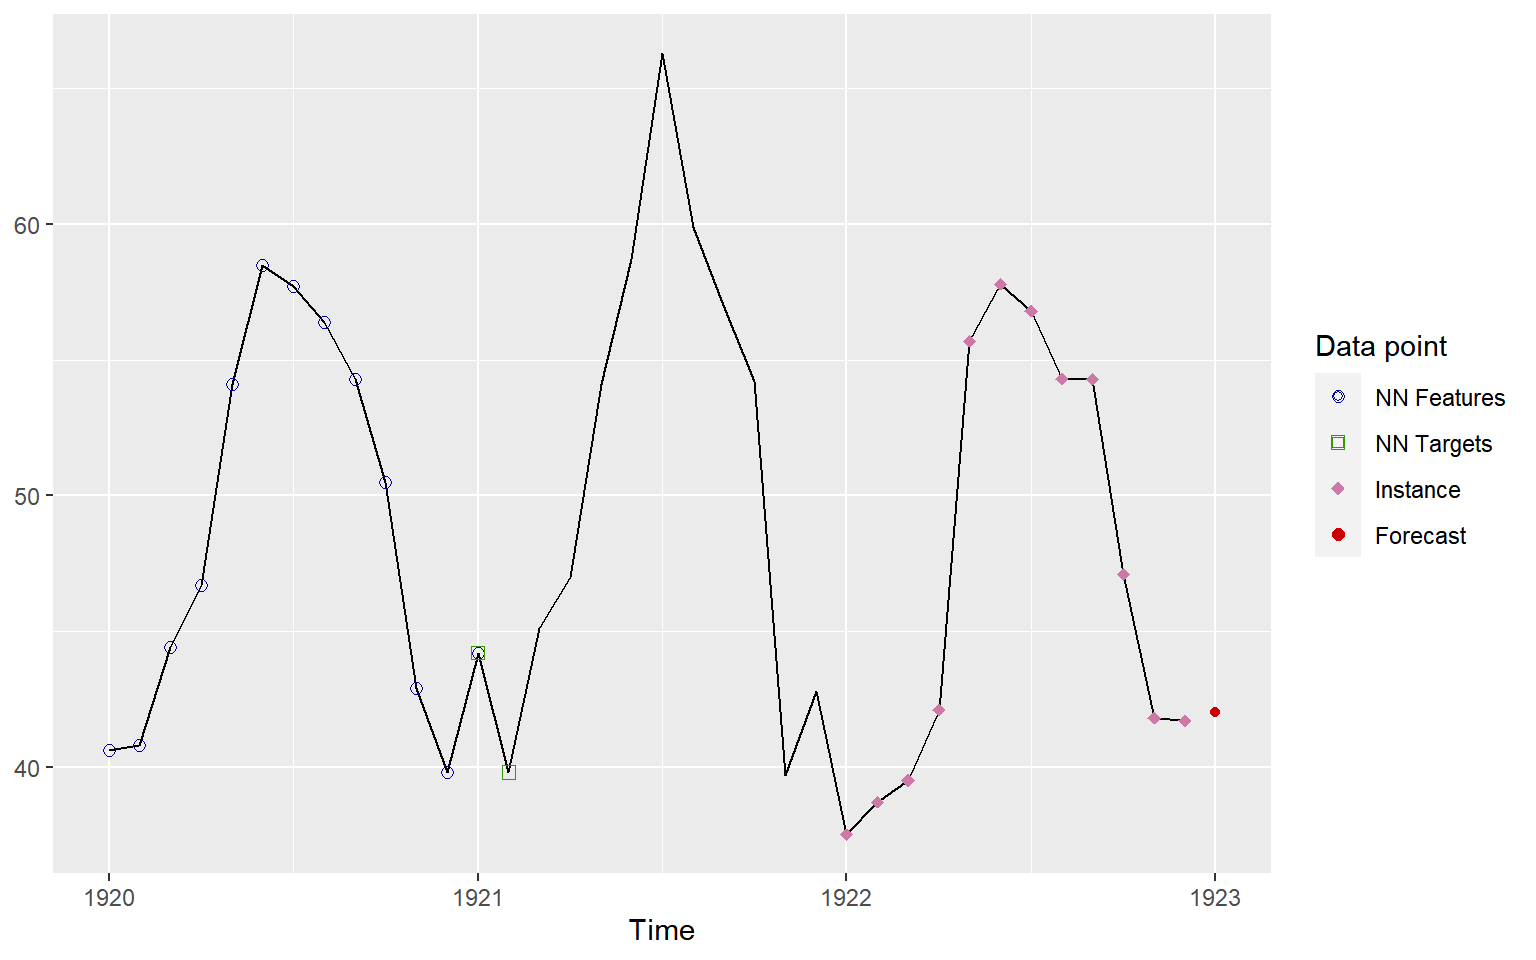 60
50
40
1920
1921
1922
1923
Time
Data point
NN Features
NN Targets
Instance
Forecast